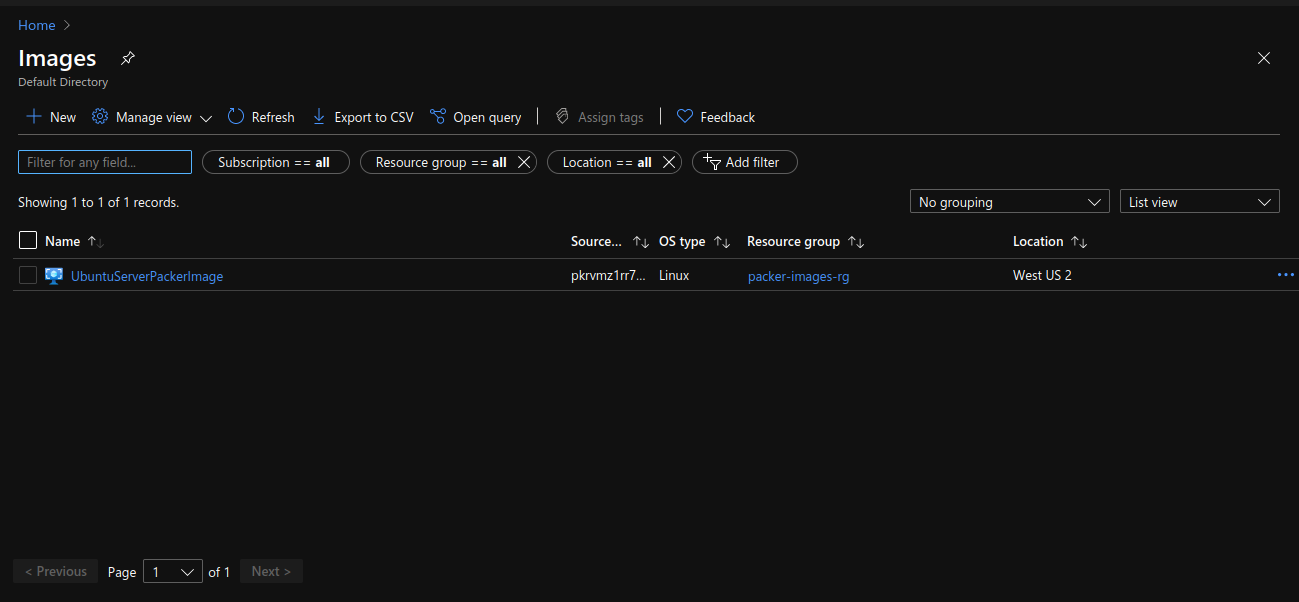 Home >
Images
Default Directory
New Manage view Refresh Export to CSV Open query Assign tags Feedback
Filter for any field... Subscription == all Resource group == all Location == all Add filter
Showing 1 to 1 of 1 records. No grouping List view
Name Source... OS type Resource group Location
UbuntuServerPackerImage pkrvmz1rr7... Linux packer-images-rg West US 2
< Previous Page 1 of 1 Next >